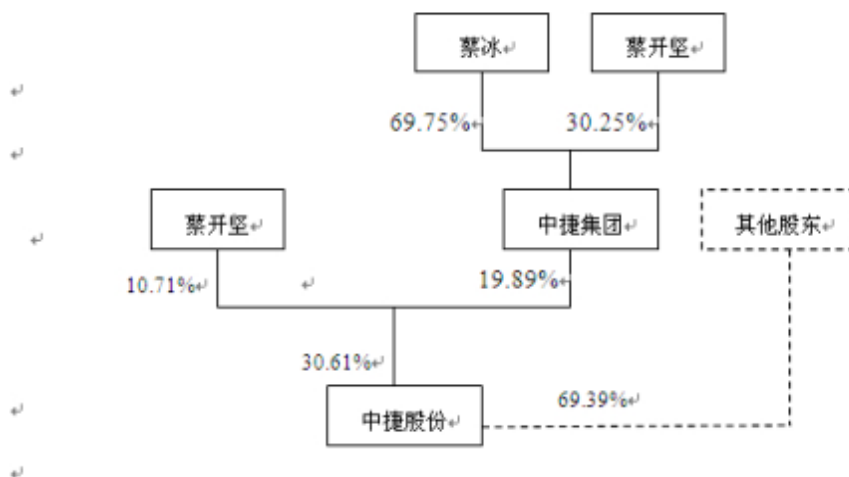 蔡冰
蔡开坚
69.75%
30.25%
蔡开坚
中捷集团
其他股东
10.71%
19.89%
30.61%
69.39%
中捷股份